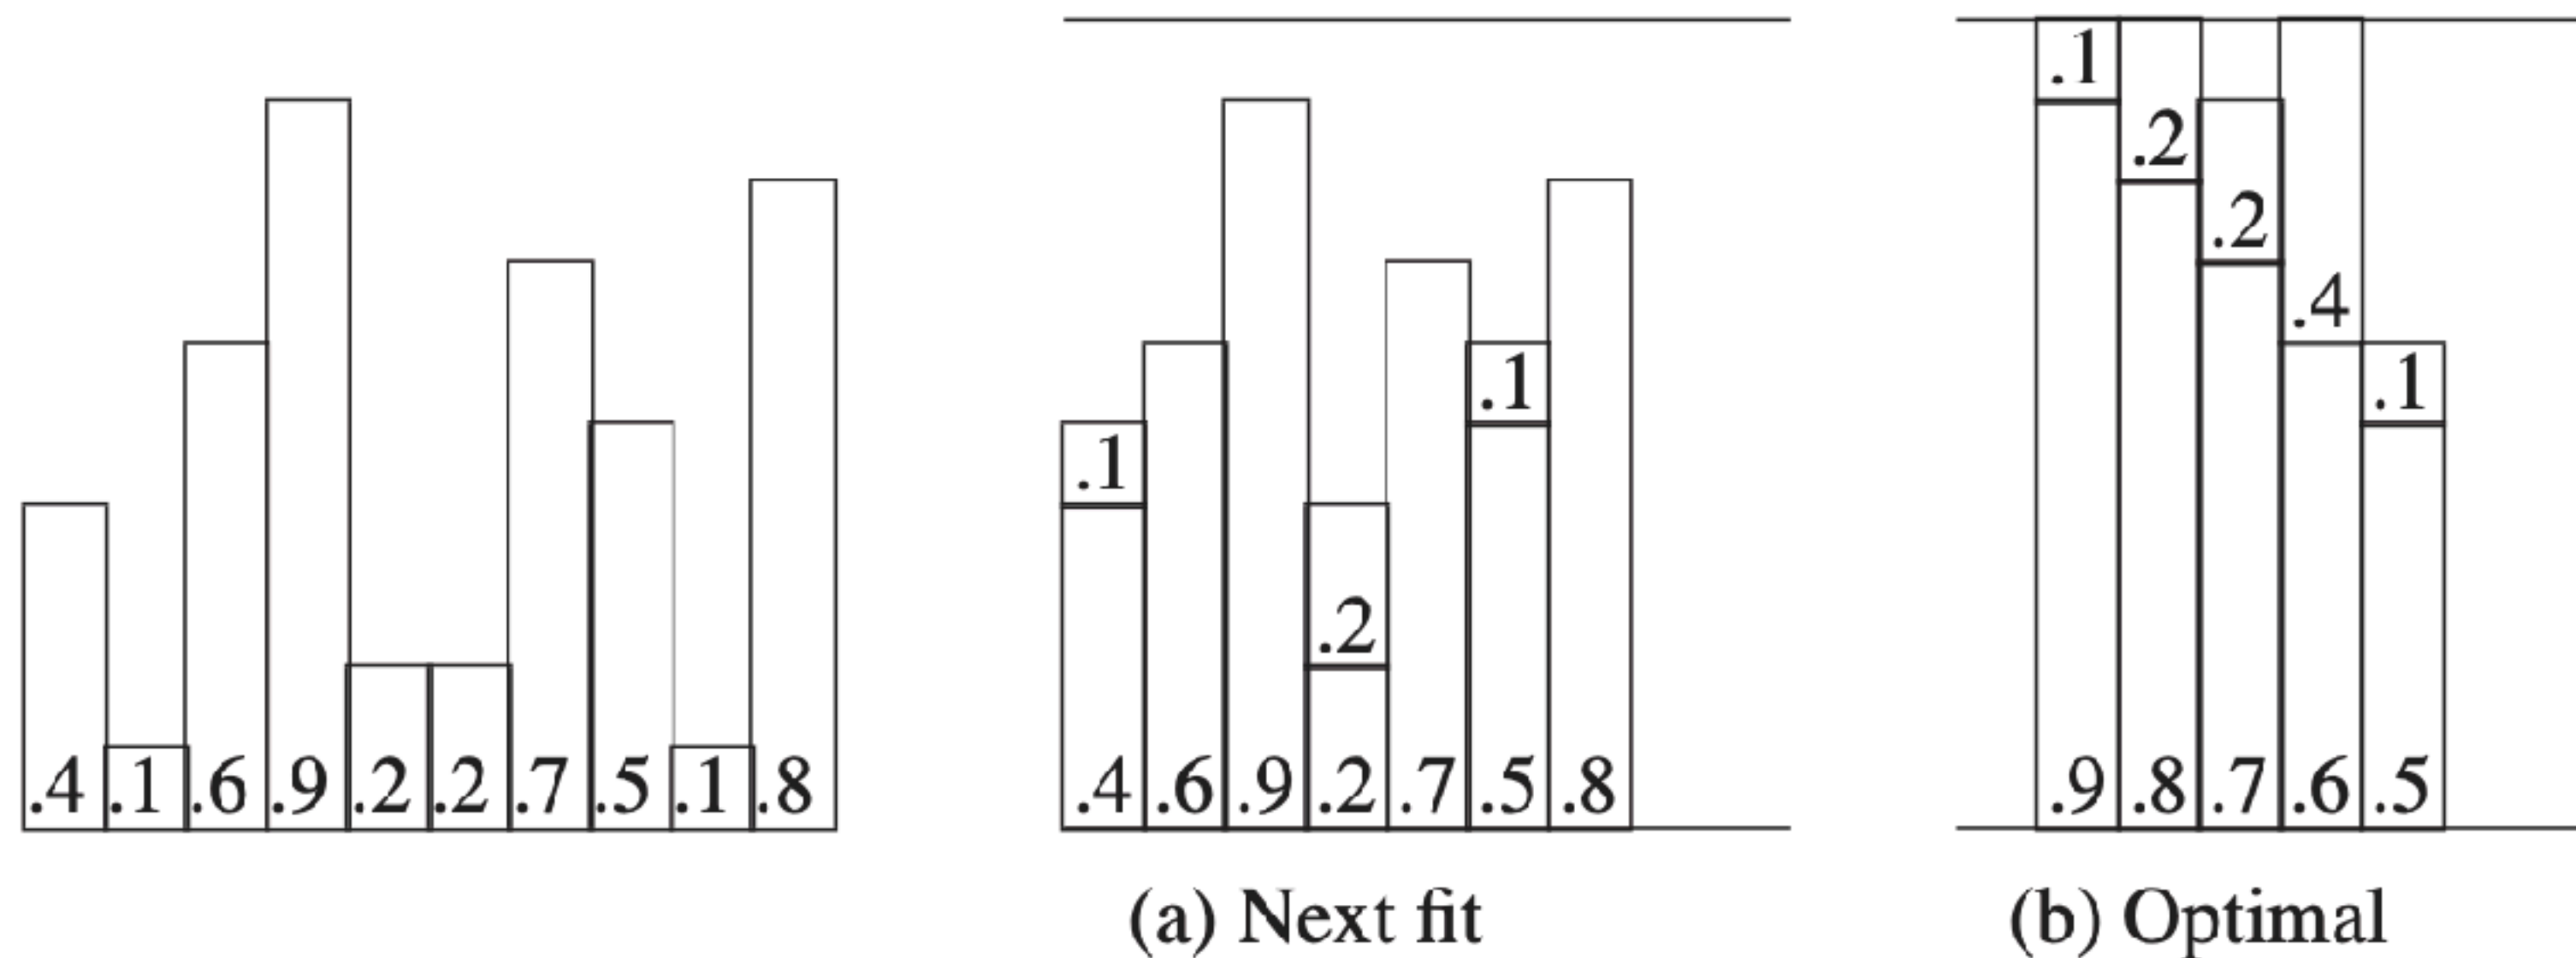 .4 .1 .6 .9 .2 .2 .7 .5 .1 .8
.1
.2
.1
.4 .6 .9 .2 .7 .5 .8
(a) Next fit
.1
.2
.2
.4
.1
.9 .8 .7 .6 .5
(b) Optimal